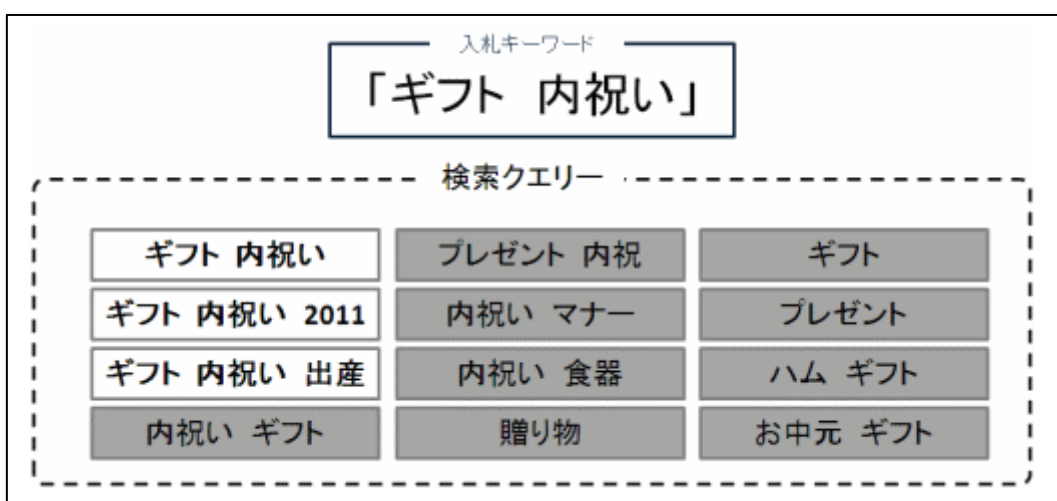 入札キーワード
「ギフト 内祝い」
検索クエリー
ギフト 内祝い
プレゼント 内祝
ギフト
ギフト 内祝い 2011
内祝い マナー
プレゼント
ギフト 内祝い 出産
内祝い 食器
ハム ギフト
内祝い ギフト
贈り物
お中元 ギフト